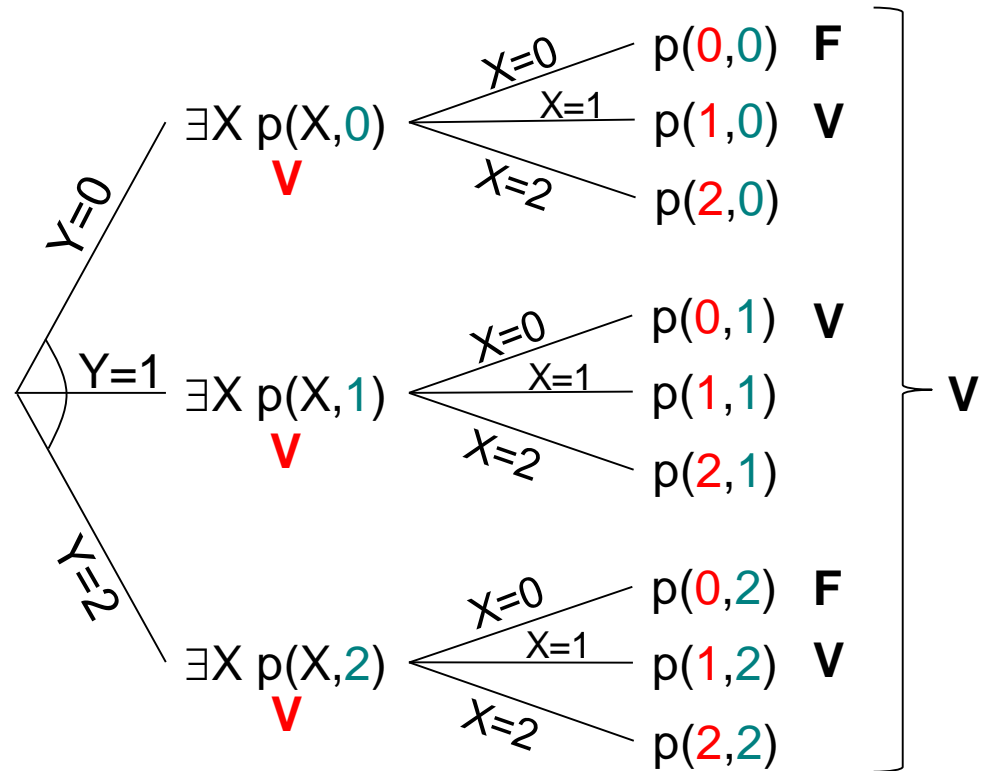 X=0 p(0,0) F
∃X p(X,0) X=1 p(1,0) V
V
X=2 p(2,0)
Y=0
X=0 p(0,1) V
Y=1 ∃X p(X,1) X=1 p(1,1)
V
V
X=2 p(2,1)
Y=2
X=0 p(0,2) F
∃X p(X,2) X=1 p(1,2) V
V
X=2 p(2,2)